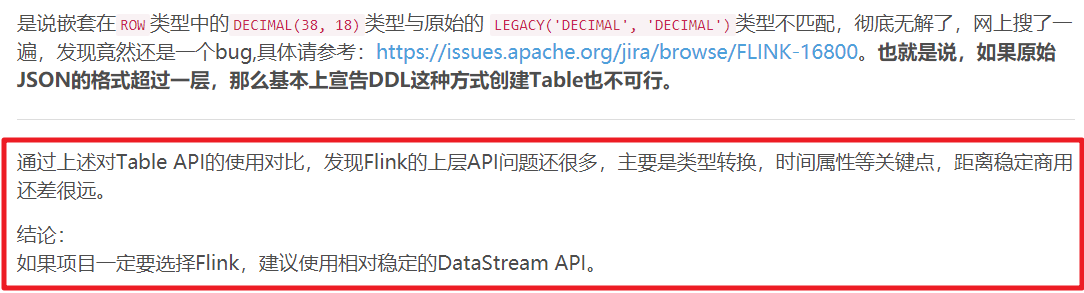 是说嵌套在ROW类型中的DECIMAL(38, 18)类型与原始的 LEGACY('DECIMAL', 'DECIMAL')类型不匹配，彻底无解了，网上搜了一
遍，发现竟然还是一个bug,具体请参考：https://issues.apache.org/jira/browse/FLINK-16800。也就是说，如果原始
JSON的格式超过一层，那么基本上宣告DDL这种方式创建Table也不可行。
通过上述对Table API的使用对比，发现Flink的上层API问题还很多，主要是类型转换，时间属性等关键点，距离稳定商用
还差很远。
结论：
如果项目一定要选择Flink，建议使用相对稳定的DataStream API。